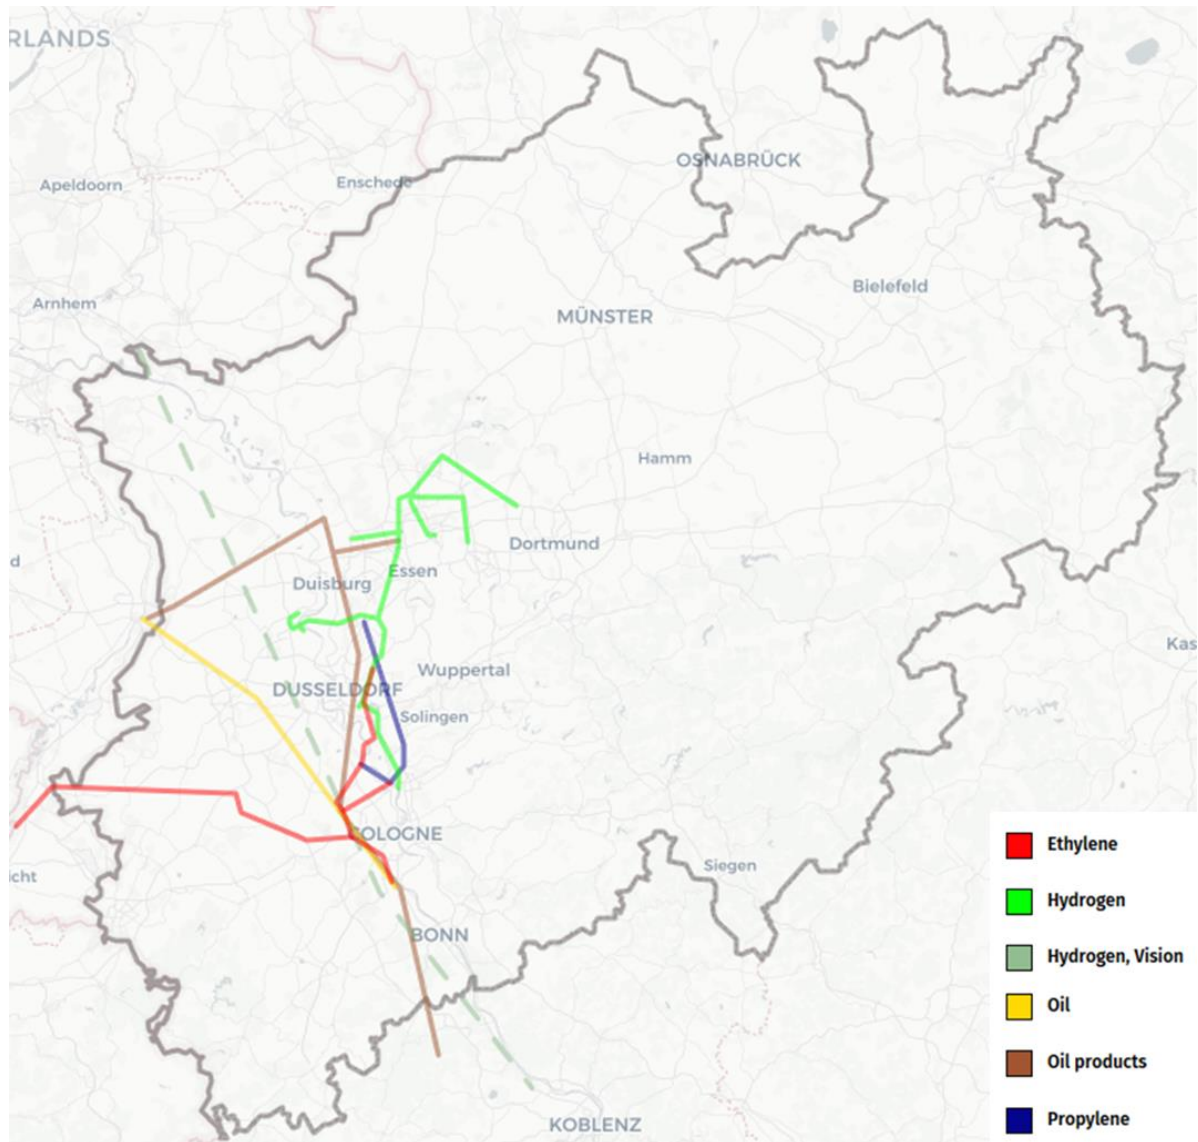 RLANDS
OSNABRÜCK
Apeldoorn
Enschede
Bielefeld
Arnhem
MÜNSTER
Hamm
Dortmund
d
Essen
Duisburg
Kas
Wuppertal
DUSSELDORF
Solingen
COLOGNE
Ethylene
Siegen
icht
Hydrogen
BONN
Hydrogen, Vision
Oil
Oil products
Propylene
KOBLENZ